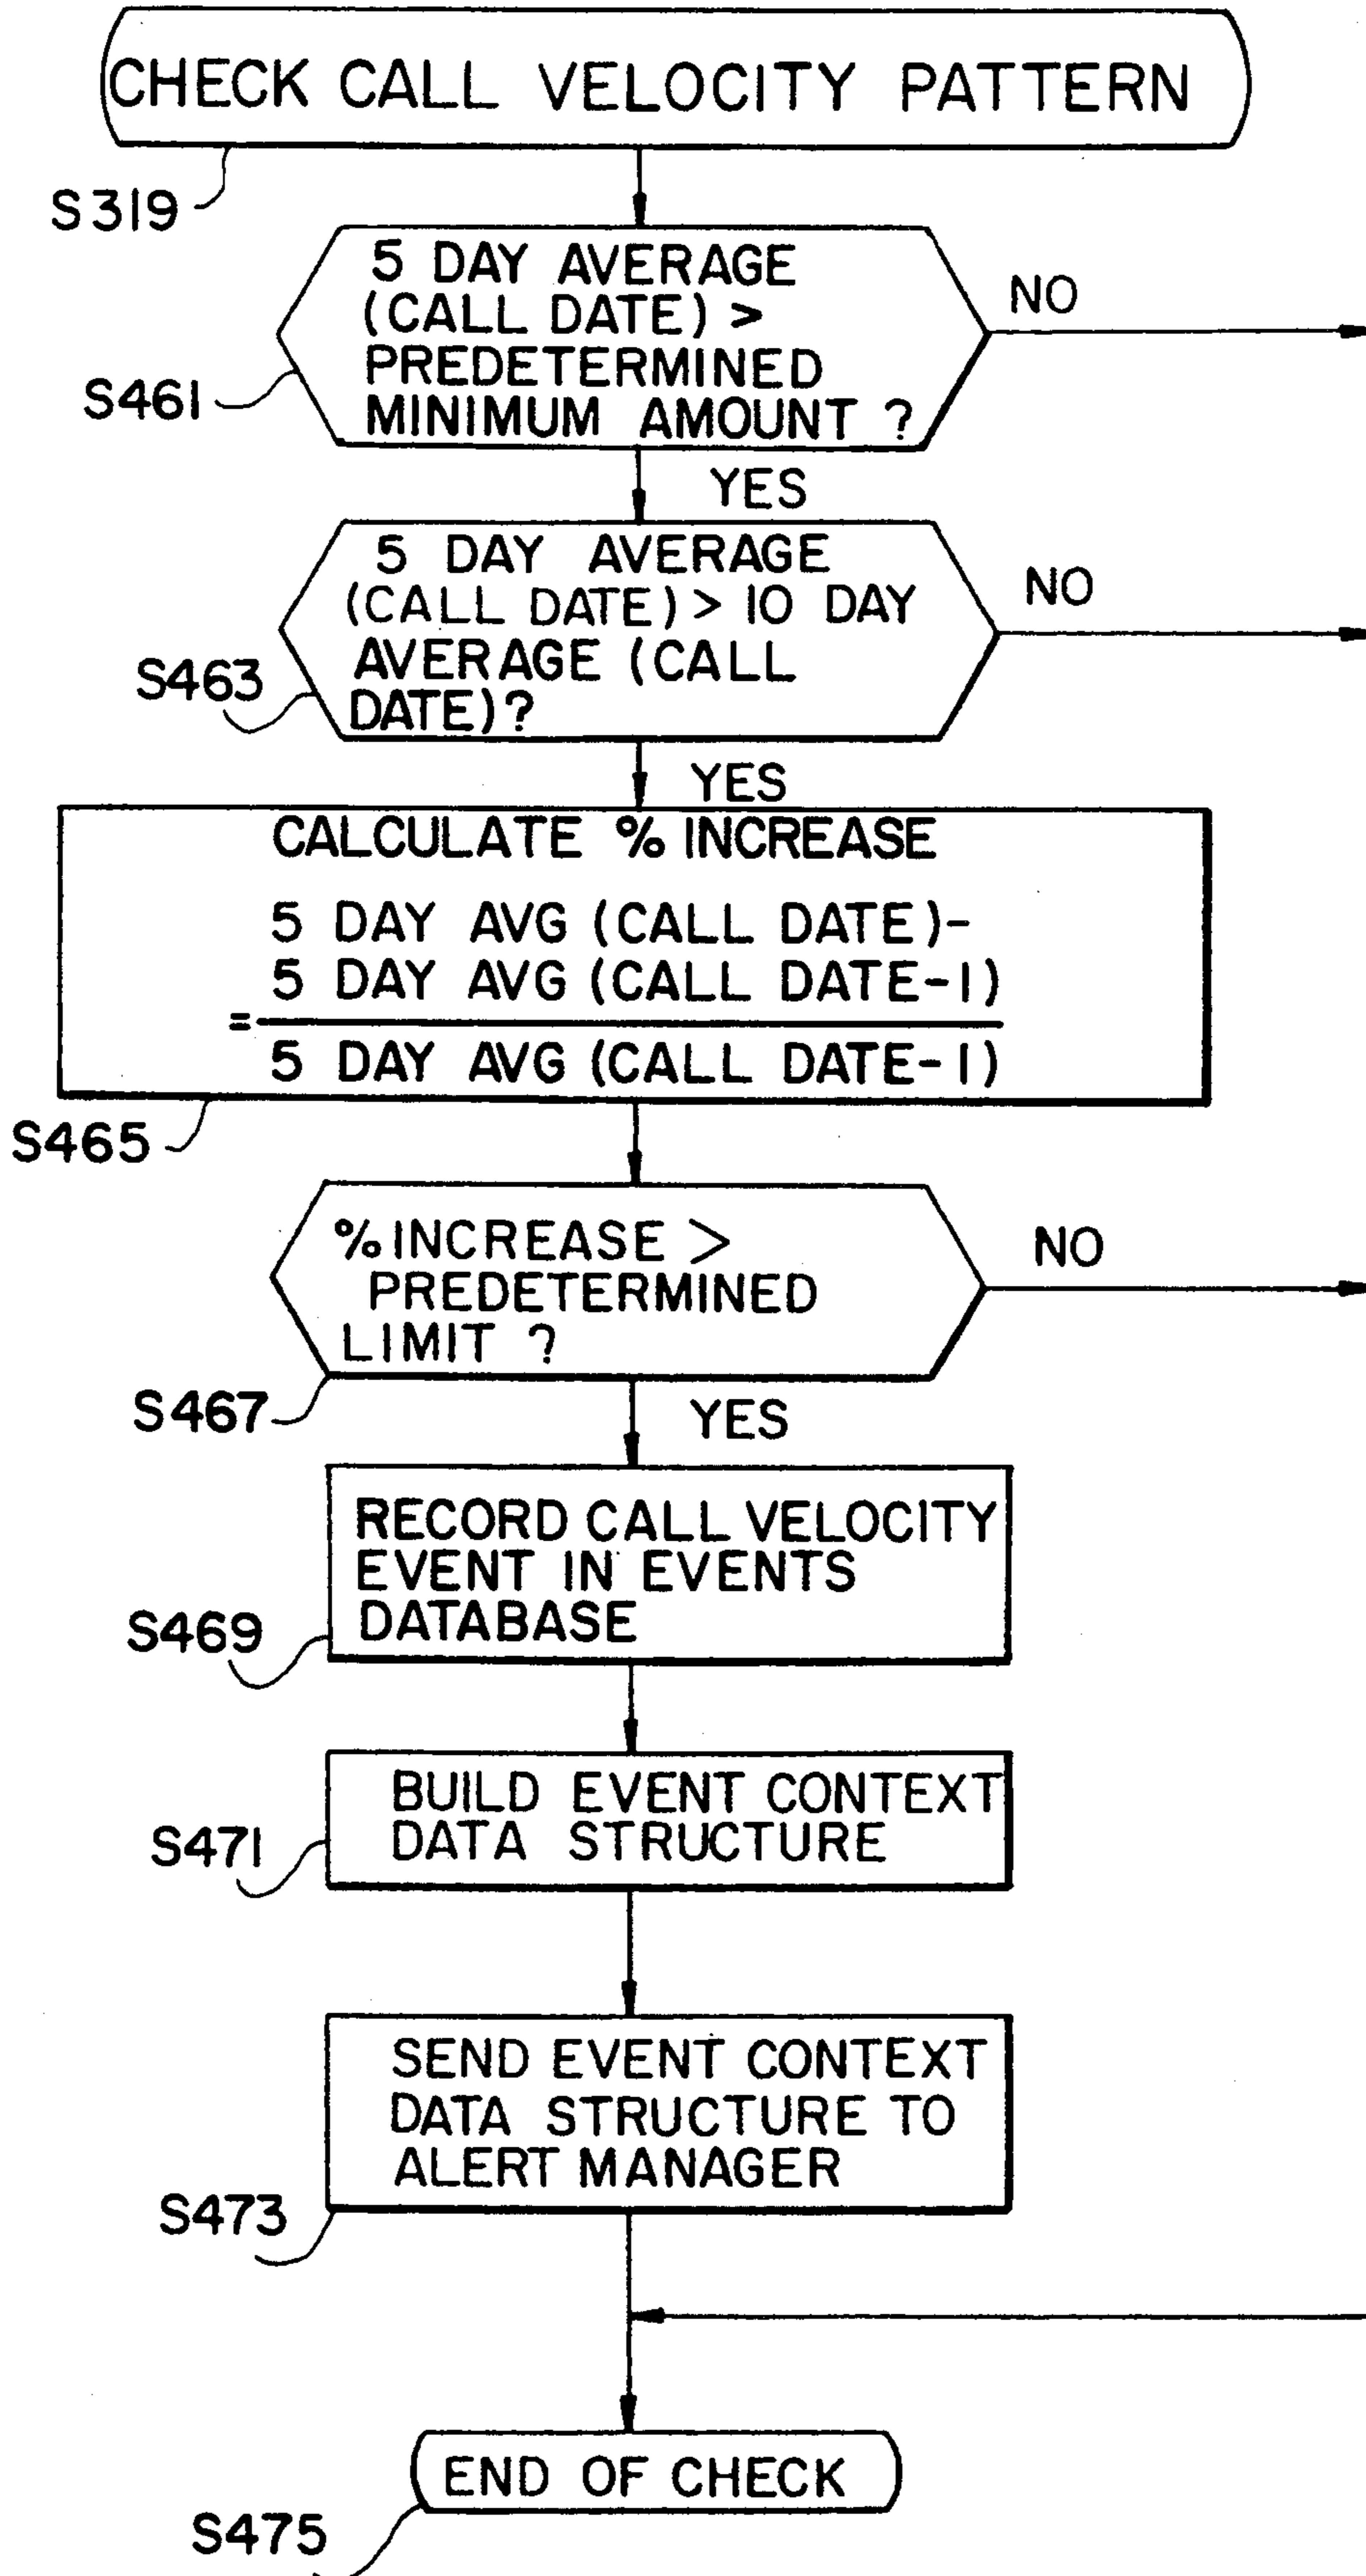 CHECK CALL VELOCITY PATTERN
S319
5 DAY AVERAGE
(CALL DATE) >
PREDETERMINED
MINIMUM AMOUNT ?
NO
S461
YES
5 DAY AVERAGE
(CALL DATE) > 10 DAY
AVERAGE (CALL
DATE)?
NO
S463
YES
CALCULATE % INCREASE
5 DAY AVG (CALL DATE)-
5 DAY AVG (CALL DATE-1)
=
5 DAY AVG (CALL DATE-1)
S465
% INCREASE >
PREDETERMINED
LIMIT ?
NO
S467
YES
RECORD CALL VELOCITY
EVENT IN EVENTS
DATABASE
S469
BUILD EVENT CONTEXT
DATA STRUCTURE
S471
SEND EVENT CONTEXT
DATA STRUCTURE TO
ALERT MANAGER
S473
END OF CHECK
S475